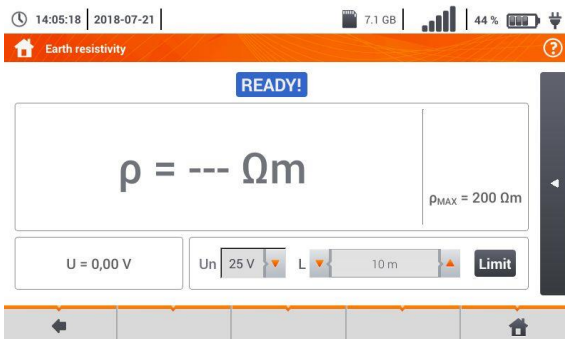 14:05:18 2018-07-21 7.1 GB 44 %
Earth resistivity ?
READY!
ρ = --- Ωm
ρMAX = 200 Ωm
U = 0,00 V Un 25 V L 10 m Limit